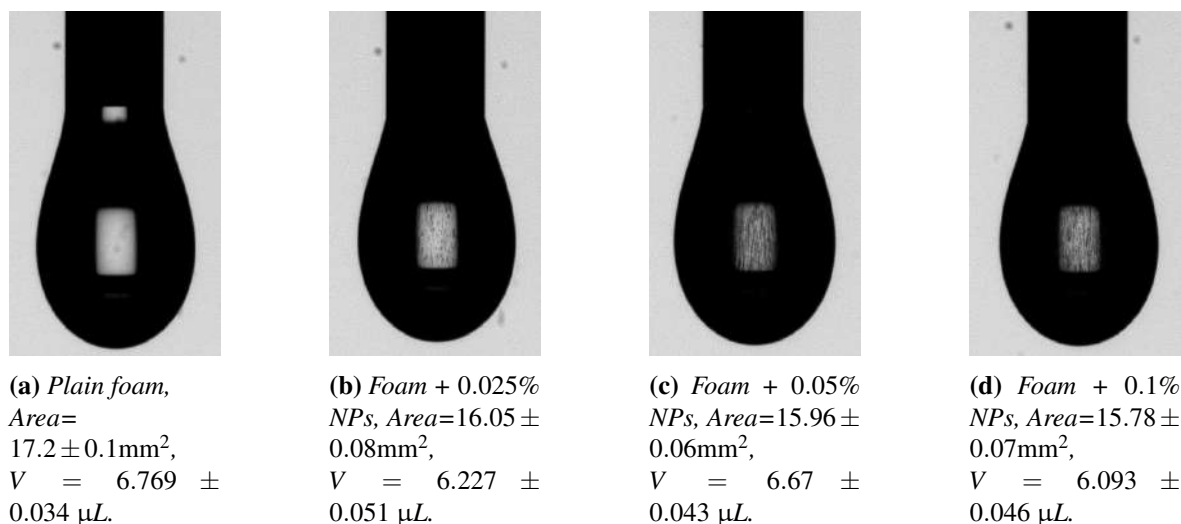 (a) Plain foam,
Area=
17.2 ± 0.1mm²,
V = 6.769 ±
0.034 μL.
(b) Foam + 0.025%
NPs, Area=16.05 ±
0.08mm²,
V = 6.227 ±
0.051 μL.
(c) Foam + 0.05%
NPs, Area=15.96 ±
0.06mm²,
V = 6.67 ±
0.043 μL.
(d) Foam + 0.1%
NPs, Area=15.78 ±
0.07mm²,
V = 6.093 ±
0.046 μL.